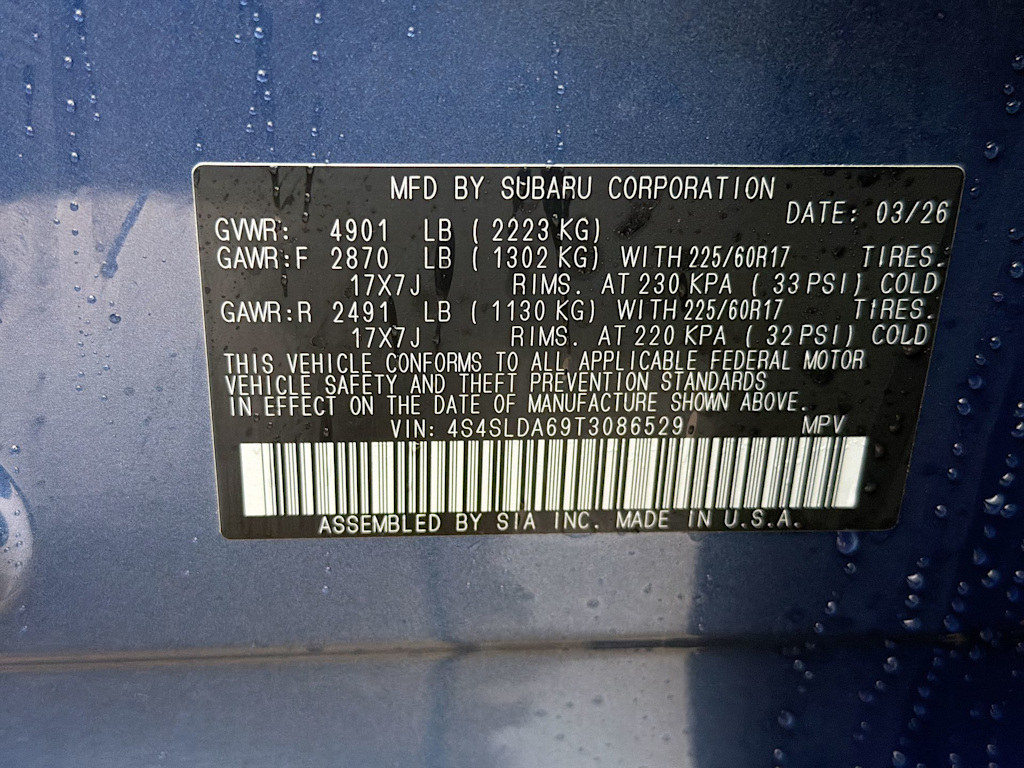 MFD BY SUBARU CORPORATION
DATE: 03/26
GVWR: 4901 LB (2223 KG)
GAWR:F 2870 LB (1302 KG) WITH 225/60R17 TIRES.
17X7J RIMS. AT 230 KPA (33 PSI) COLD
GAWR:R 2491 LB (1130 KG) WITH 225/60R17 TIRES.
17X7J RIMS. AT 220 KPA (32 PSI) COLD
THIS VEHICLE CONFORMS TO ALL APPLICABLE FEDERAL MOTOR
VEHICLE SAFETY AND THEFT PREVENTION STANDARDS
IN EFFECT ON THE DATE OF MANUFACTURE SHOWN ABOVE.
VIN: 4S4SLDA69T3086529 MPV
ASSEMBLED BY SIA INC. MADE IN U.S.A.